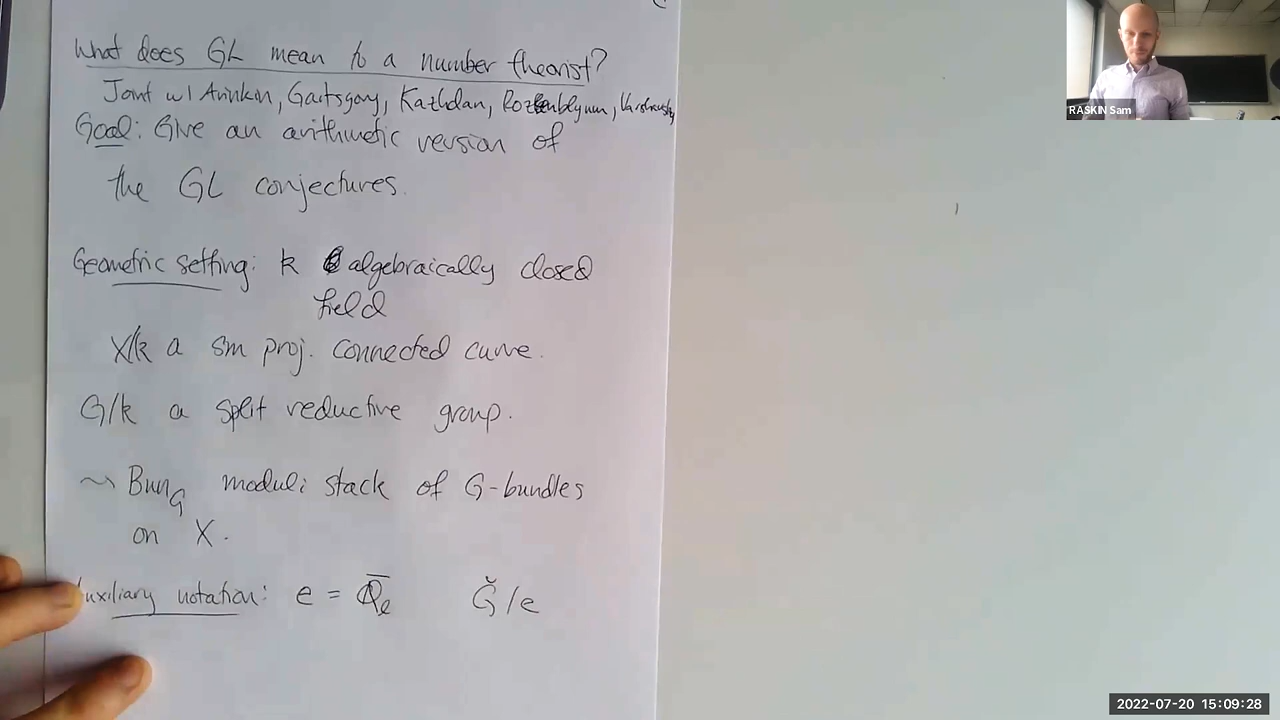 What does GL mean to a number theorist?
Joint w/ Arinkin, Gaitsgory, Kazhdan, Rozenblyum, Varshavsky
Goal: Give an arithmetic version of
the GL conjectures.
Geometric setting: k algebraically closed
field
X/k a sm proj. connected curve.
G/k a split reductive group.
~> Bun_G moduli stack of G-bundles
on X.
uxiliary notation: e = Q̄_ℓ Ǧ/e
RASKIN Sam
2022-07-20 15:09:28